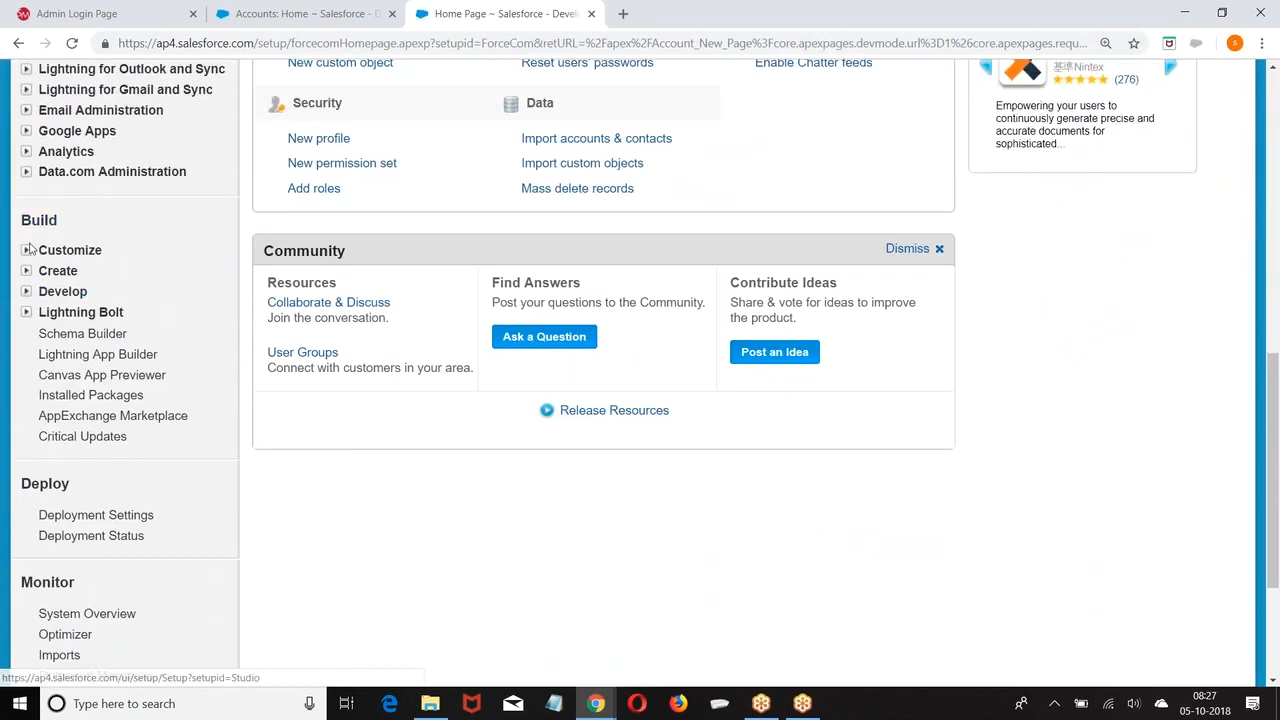 Admin Login Page
Accounts: Home ~ Salesforce - D
Home Page ~ Salesforce - Devel
https://ap4.salesforce.com/setup/forcecomHomepage.apexp?setupid=ForceCom&retURL=%2Fapex%2FAccount_New_Page%3Fcore.apexpages.devmode.url%3D1%26core.apexpages.requ...
S
Lightning for Outlook and Sync
Lightning for Gmail and Sync
Email Administration
Google Apps
Analytics
Data.com Administration
Build
Customize
Create
Develop
Lightning Bolt
Schema Builder
Lightning App Builder
Canvas App Previewer
Installed Packages
AppExchange Marketplace
Critical Updates
Deploy
Deployment Settings
Deployment Status
Monitor
System Overview
Optimizer
Imports
New custom object
Reset users' passwords
Enable Chatter feeds
Security
Data
New profile
Import accounts & contacts
New permission set
Import custom objects
Add roles
Mass delete records
Nintex
(276)
Empowering your users to
continuously generate precise and
accurate documents for
sophisticated...
Community
Dismiss
Resources
Collaborate & Discuss
Join the conversation.
User Groups
Connect with customers in your area.
Find Answers
Post your questions to the Community.
Ask a Question
Contribute Ideas
Share & vote for ideas to improve
the product.
Post an Idea
Release Resources
https://ap4.salesforce.com/ui/setup/Setup?setupid=Studio
Type here to search
08:27
05-10-2018